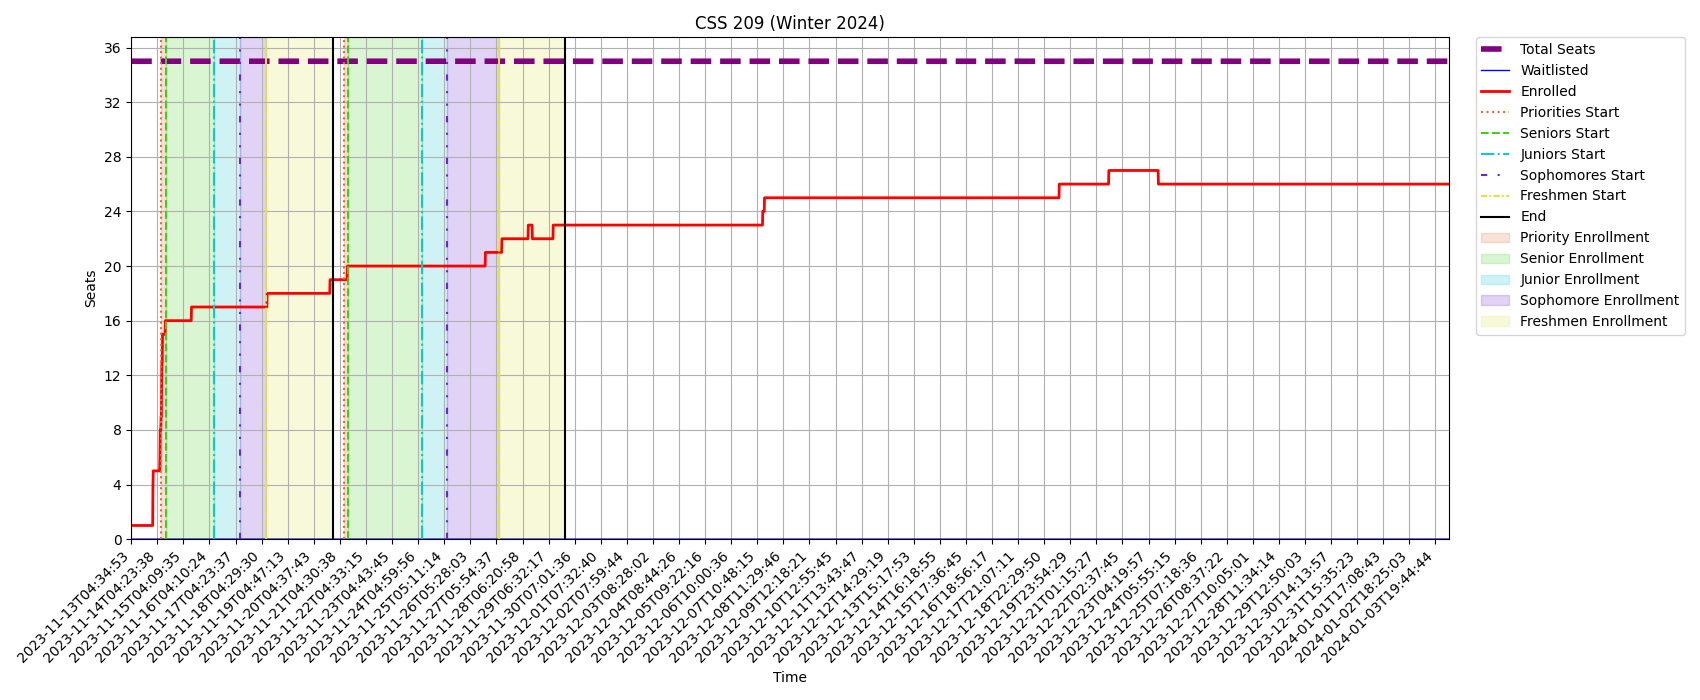 CSS 209 (Winter 2024)
Seats
36
32
28
24
20
16
12
8
4
0
2023-11-13T04:34:53
2023-11-14T04:23:38
2023-11-15T04:09:35
2023-11-16T04:10:24
2023-11-17T04:23:37
2023-11-18T04:29:30
2023-11-19T04:47:13
2023-11-20T04:37:43
2023-11-21T04:30:38
2023-11-22T04:33:15
2023-11-23T04:43:45
2023-11-24T04:59:56
2023-11-25T05:11:14
2023-11-26T05:28:03
2023-11-27T05:54:37
2023-11-28T06:20:58
2023-11-29T06:32:17
2023-11-30T07:01:36
2023-12-01T07:32:40
2023-12-02T07:59:44
2023-12-03T08:28:02
2023-12-04T08:44:26
2023-12-05T09:22:16
2023-12-06T10:00:36
2023-12-07T10:48:15
2023-12-08T11:29:46
2023-12-09T12:18:21
2023-12-10T12:55:45
2023-12-11T13:43:47
2023-12-12T14:29:19
2023-12-13T15:17:53
2023-12-14T16:18:55
2023-12-15T17:36:45
2023-12-16T18:56:17
2023-12-17T21:07:11
2023-12-18T22:29:50
2023-12-19T23:54:29
2023-12-21T01:15:27
2023-12-22T02:37:45
2023-12-23T04:19:57
2023-12-24T05:55:15
2023-12-25T07:18:36
2023-12-26T08:37:22
2023-12-27T10:05:01
2023-12-28T11:34:14
2023-12-29T12:50:03
2023-12-30T14:13:57
2023-12-31T15:35:23
2024-01-01T17:08:43
2024-01-02T18:25:03
2024-01-03T19:44:44
Time
Total Seats
Waitlisted
Enrolled
Priorities Start
Seniors Start
Juniors Start
Sophomores Start
Freshmen Start
End
Priority Enrollment
Senior Enrollment
Junior Enrollment
Sophomore Enrollment
Freshmen Enrollment